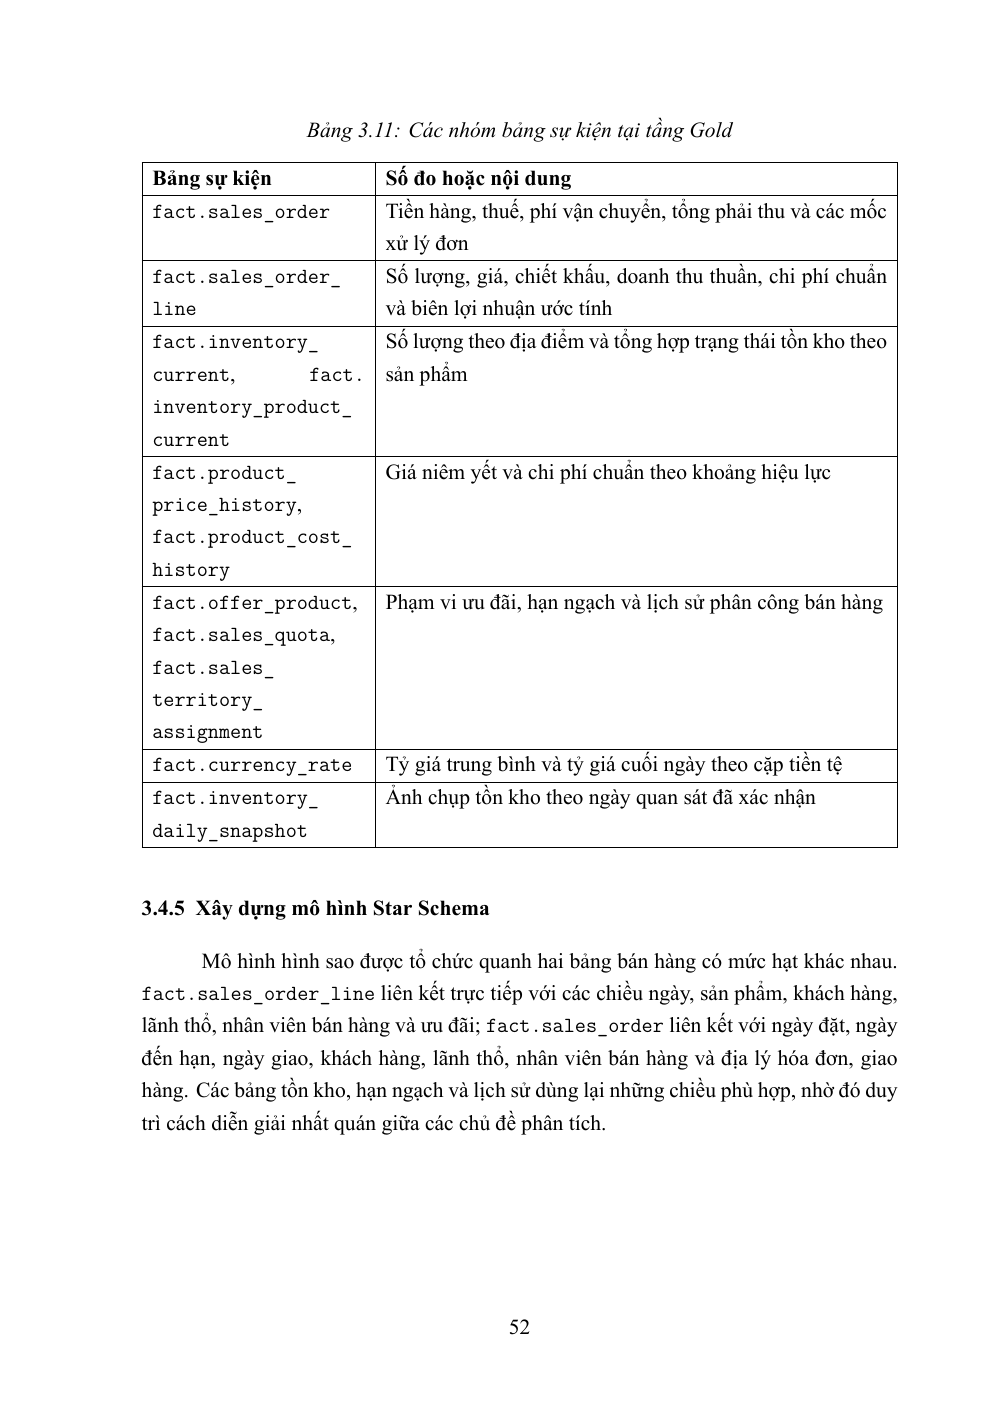 Bảng 3.11: Các nhóm bảng sự kiện tại tầng Gold
Bảng sự kiện
Số đo hoặc nội dung
fact.sales_order
Tiền hàng, thuế, phí vận chuyển, tổng phải thu và các mốc
xử lý đơn
fact.sales_order_
line
Số lượng, giá, chiết khấu, doanh thu thuần, chi phí chuẩn
và biên lợi nhuận ước tính
fact.inventory_
current, fact.
inventory_product_
current
Số lượng theo địa điểm và tổng hợp trạng thái tồn kho theo
sản phẩm
fact.product_
price_history,
fact.product_cost_
history
Giá niêm yết và chi phí chuẩn theo khoảng hiệu lực
fact.offer_product,
fact.sales_quota,
fact.sales_
territory_
assignment
Phạm vi ưu đãi, hạn ngạch và lịch sử phân công bán hàng
fact.currency_rate
Tỷ giá trung bình và tỷ giá cuối ngày theo cặp tiền tệ
fact.inventory_
daily_snapshot
Ảnh chụp tồn kho theo ngày quan sát đã xác nhận
3.4.5 Xây dựng mô hình Star Schema
Mô hình hình sao được tổ chức quanh hai bảng bán hàng có mức hạt khác nhau.
fact.sales_order_line liên kết trực tiếp với các chiều ngày, sản phẩm, khách hàng,
lãnh thổ, nhân viên bán hàng và ưu đãi; fact.sales_order liên kết với ngày đặt, ngày
đến hạn, ngày giao, khách hàng, lãnh thổ, nhân viên bán hàng và địa lý hóa đơn, giao
hàng. Các bảng tồn kho, hạn ngạch và lịch sử dùng lại những chiều phù hợp, nhờ đó duy
trì cách diễn giải nhất quán giữa các chủ đề phân tích.
52